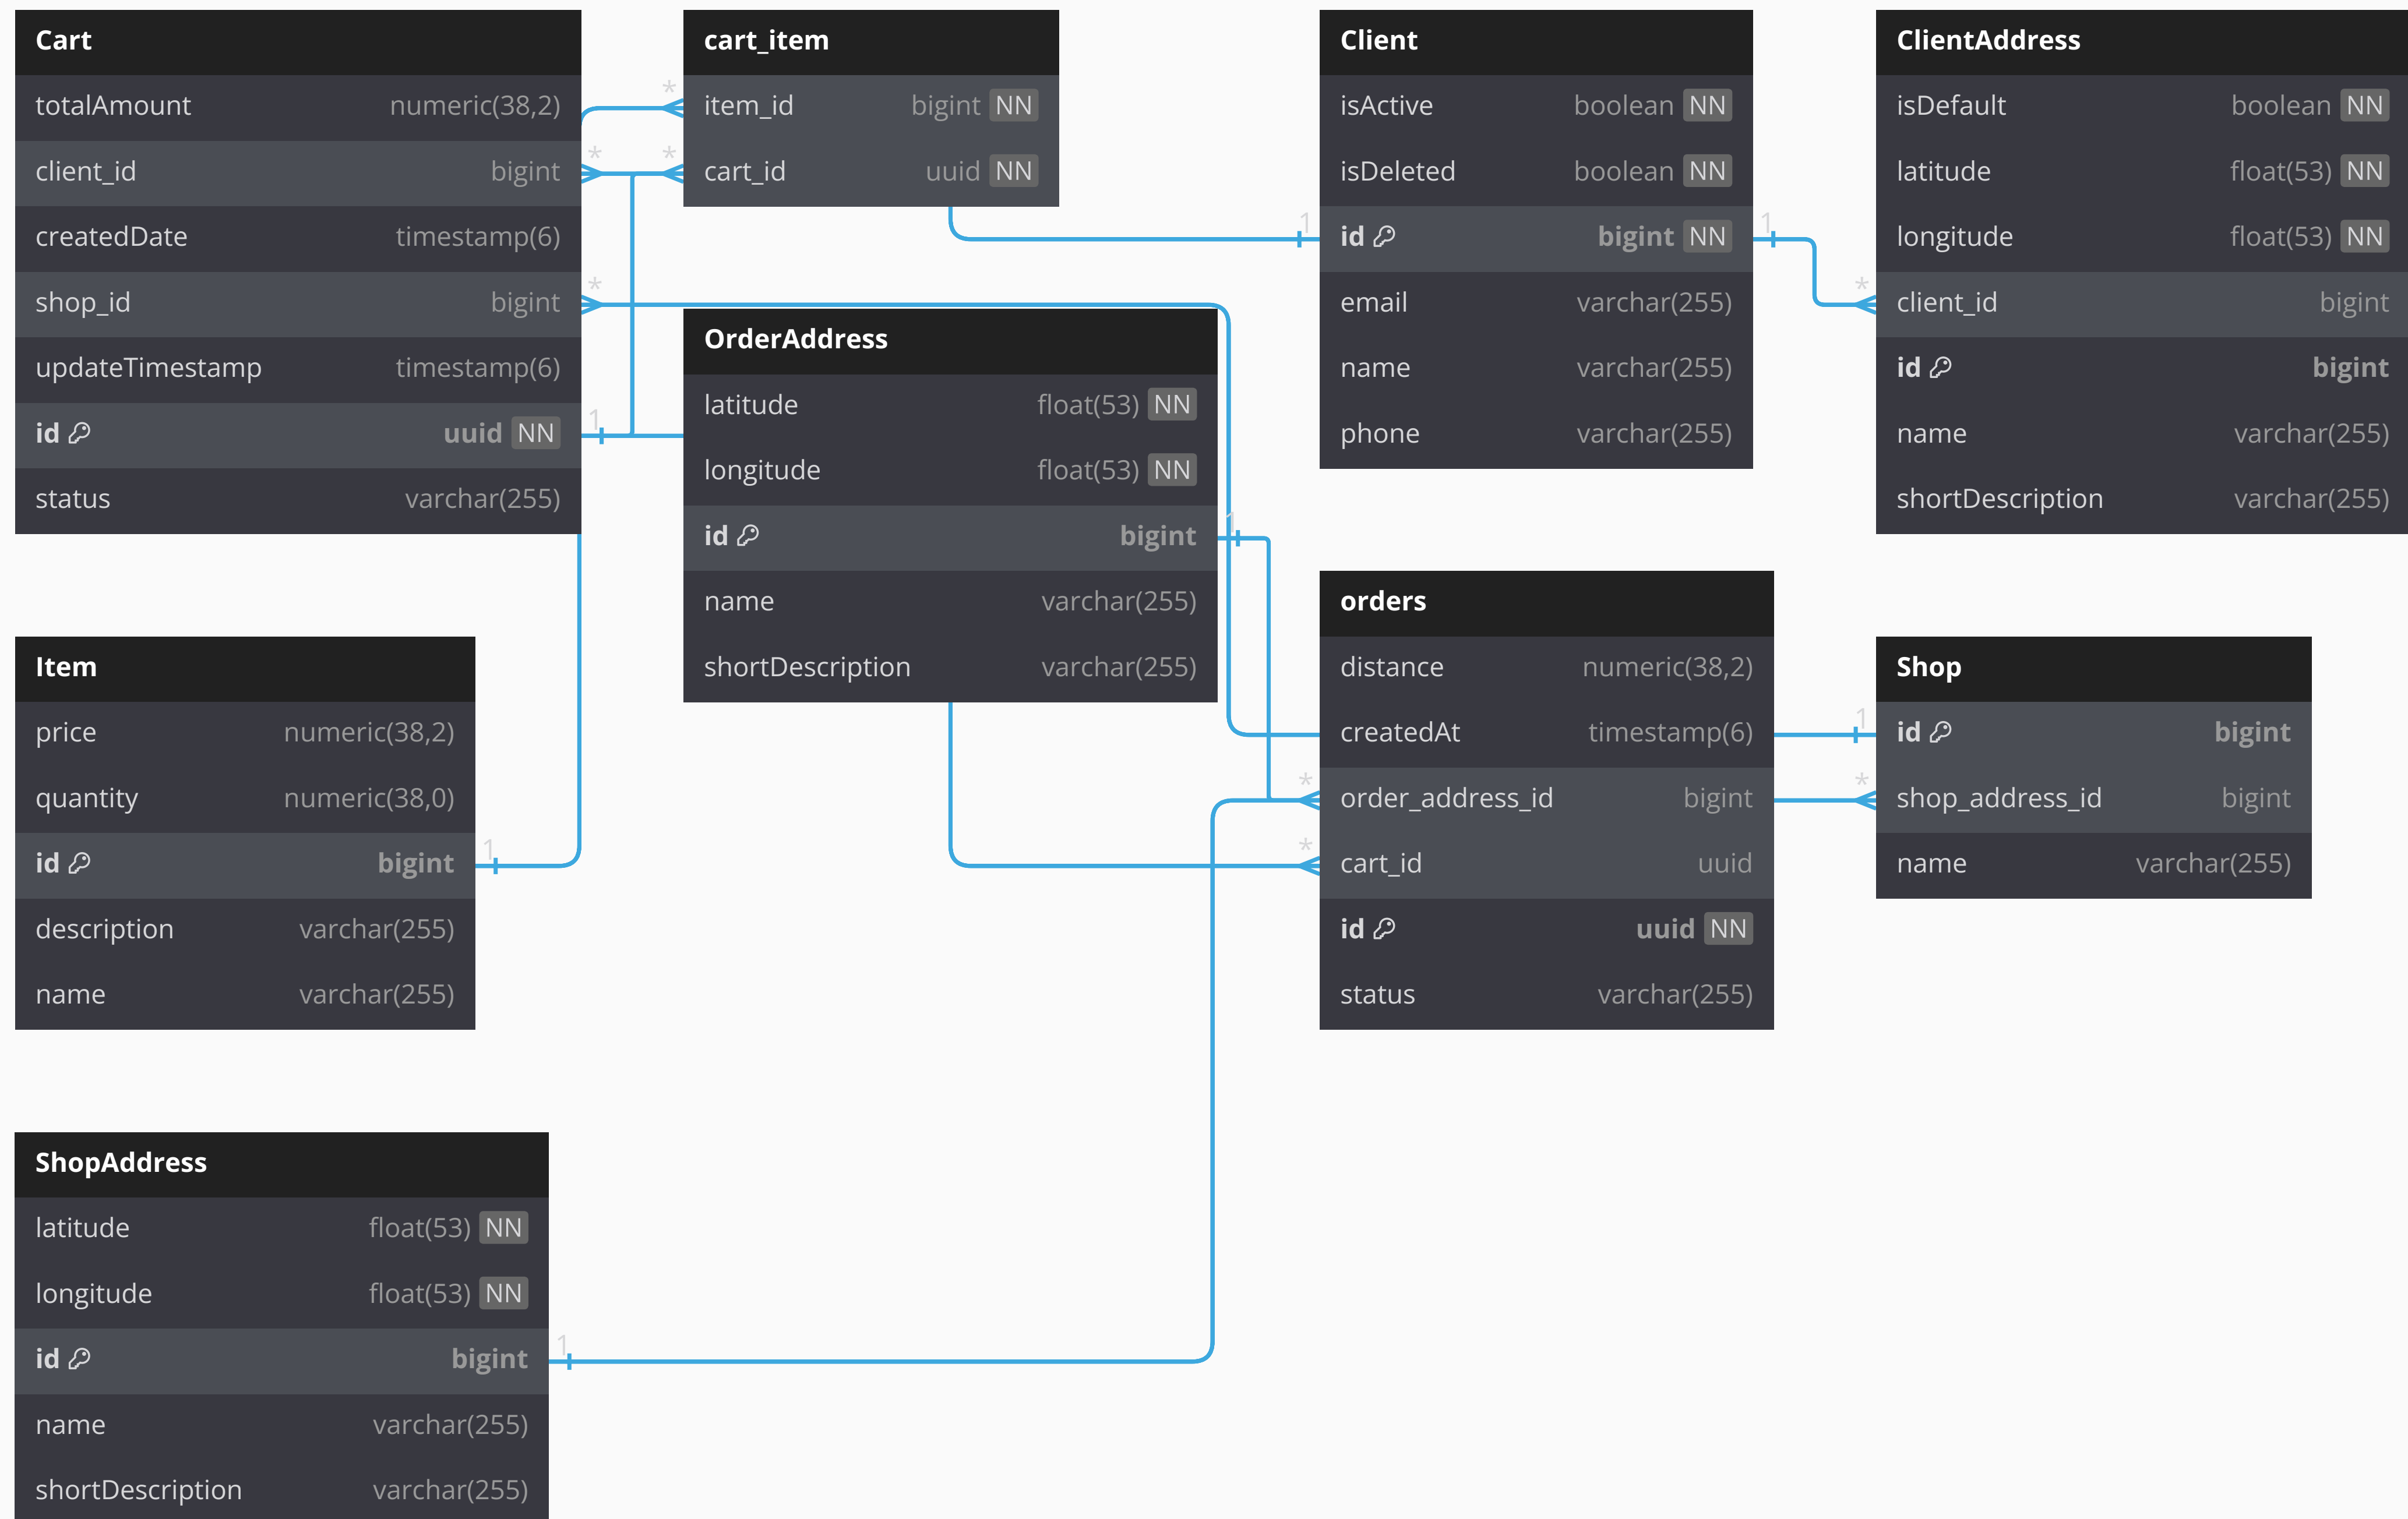 Cart
totalAmount numeric(38,2)
client_id bigint
createdDate timestamp(6)
shop_id bigint
updateTimestamp timestamp(6)
id uuid NN
status varchar(255)
* * *
*
1
cart_item
item_id bigint NN
cart_id uuid NN
Client
isActive boolean NN
isDeleted boolean NN
1 id bigint NN 1
email varchar(255)
name varchar(255)
phone varchar(255)
ClientAddress
isDefault boolean NN
latitude float(53) NN
longitude float(53) NN
* client_id bigint
id bigint
name varchar(255)
shortDescription varchar(255)
OrderAddress
latitude float(53) NN
longitude float(53) NN
id bigint 1
name varchar(255)
shortDescription varchar(255)
orders
distance numeric(38,2)
createdAt timestamp(6)
* order_address_id bigint
* cart_id uuid
id uuid NN
status varchar(255)
Shop
1 id bigint
* shop_address_id bigint
name varchar(255)
Item
price numeric(38,2)
quantity numeric(38,0)
id bigint 1
description varchar(255)
name varchar(255)
ShopAddress
latitude float(53) NN
longitude float(53) NN
id bigint 1
name varchar(255)
shortDescription varchar(255)